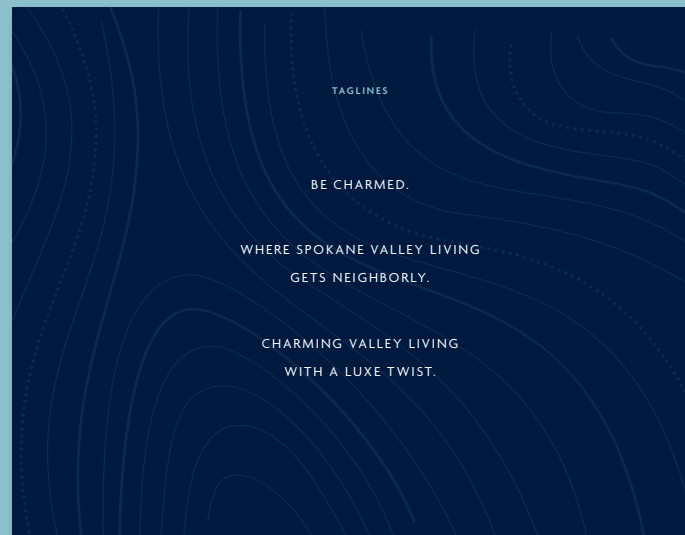 TAGLINES
BE CHARMED.
WHERE SPOKANE VALLEY LIVING
GETS NEIGHBORLY.
CHARMING VALLEY LIVING
WITH A LUXE TWIST.